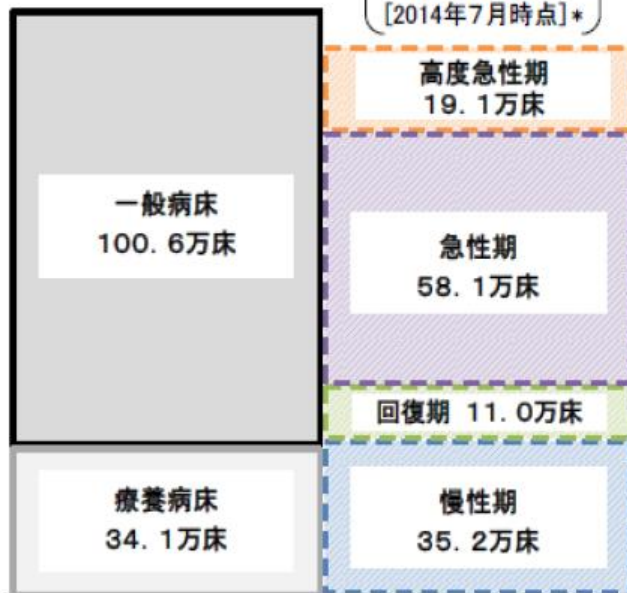 [2014年7月時点]*
高度急性期
19.1万床
一般病床
100.6万床
急性期
58.1万床
回復期 11.0万床
療養病床
34.1万床
慢性期
35.2万床